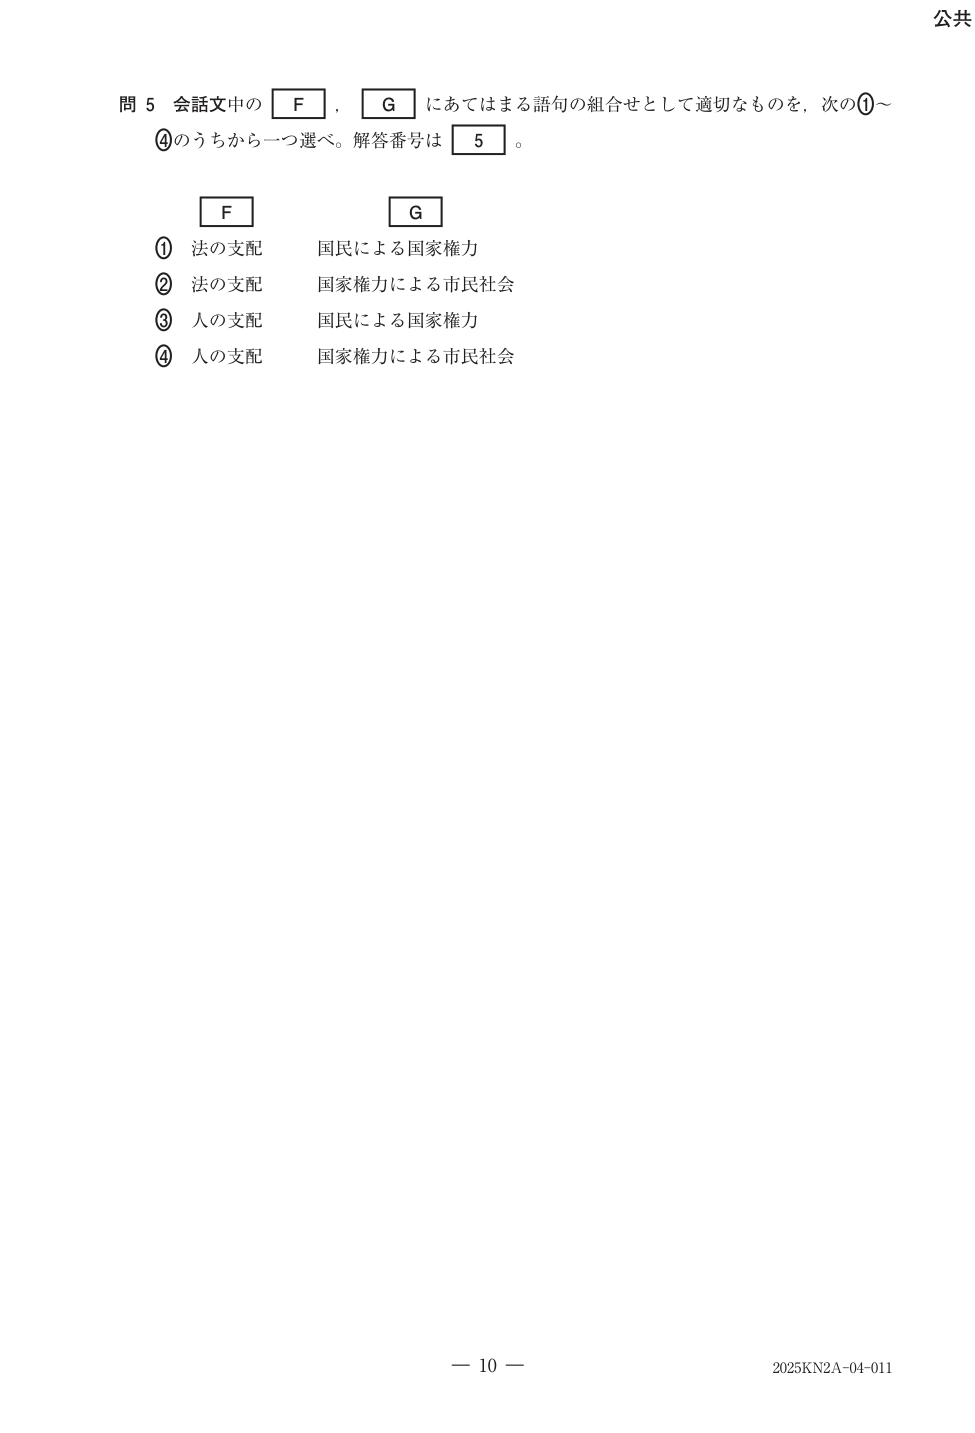 公共
問 5 会話文中の F ， G にあてはまる語句の組合せとして適切なものを，次の①～
④のうちから一つ選べ。解答番号は 5 。
F G
① 法の支配 国民による国家権力
② 法の支配 国家権力による市民社会
③ 人の支配 国民による国家権力
④ 人の支配 国家権力による市民社会
― 10 ―
2025KN2A-04-011